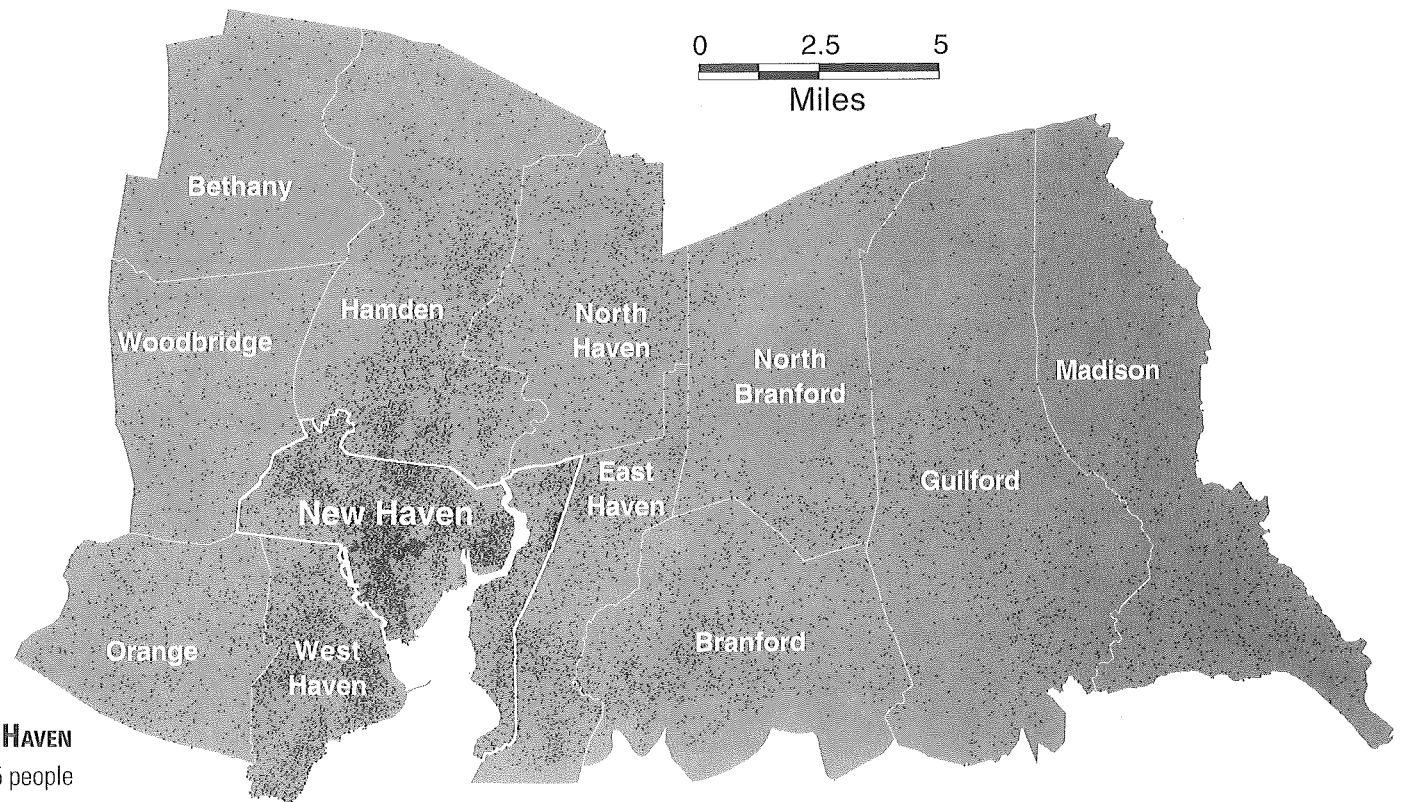 0 2.5 5
Miles
Bethany
Hamden
Woodbridge
North
Haven
North
Branford
Madison
East
Haven
Guilford
New Haven
Orange
West
Haven
Branford
HAVEN
people